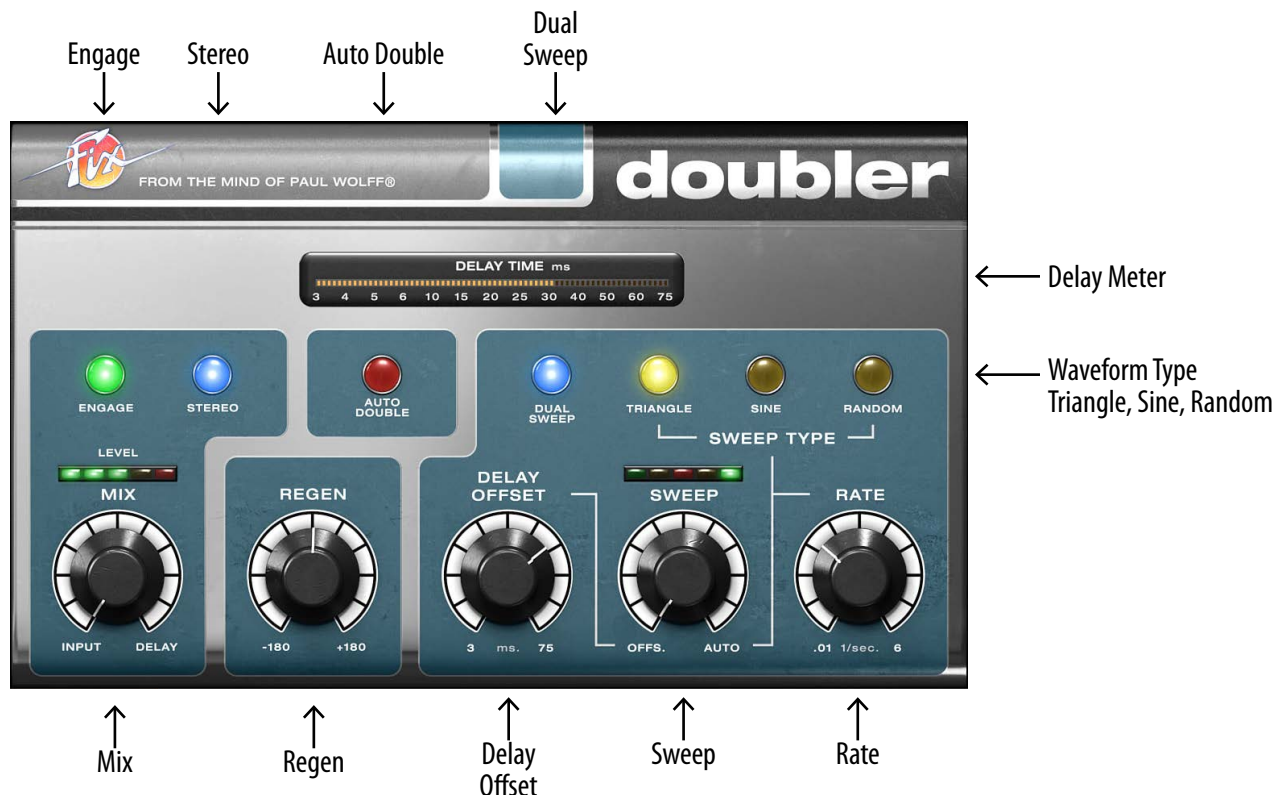 Engage
Stereo
Auto Double
Dual
Sweep
Fix
FROM THE MIND OF PAUL WOLFF®
doubler
DELAY TIME ms
3 4 5 6 10 15 20 25 30 40 50 60 75
Delay Meter
ENGAGE
STEREO
AUTO
DOUBLE
DUAL
SWEEP
TRIANGLE
SINE
RANDOM
SWEEP TYPE
Waveform Type
Triangle, Sine, Random
LEVEL
MIX
INPUT DELAY
REGEN
-180 +180
DELAY
OFFSET
3 ms. 75
SWEEP
OFFS. AUTO
RATE
.01 1/sec. 6
Mix
Regen
Delay
Offset
Sweep
Rate